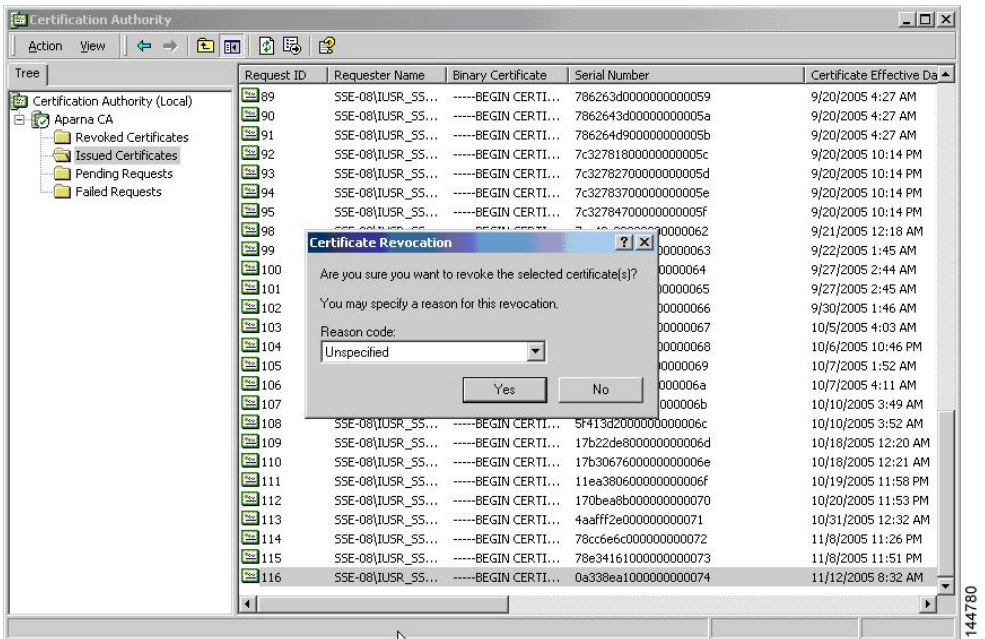 Certification Authority
Action View
Tree
Request ID Requester Name Binary Certificate Serial Number Certificate Effective Da
Certification Authority (Local)
Aparna CA
Revoked Certificates
Issued Certificates
Pending Requests
Failed Requests
89 SSE-08\IUSR_SS... -----BEGIN CERTI... 786263d0000000000059 9/20/2005 4:27 AM
90 SSE-08\IUSR_SS... -----BEGIN CERTI... 7862643d00000000005a 9/20/2005 4:27 AM
91 SSE-08\IUSR_SS... -----BEGIN CERTI... 786264d900000000005b 9/20/2005 4:27 AM
92 SSE-08\IUSR_SS... -----BEGIN CERTI... 7c32781800000000005c 9/20/2005 10:14 PM
93 SSE-08\IUSR_SS... -----BEGIN CERTI... 7c32782700000000005d 9/20/2005 10:14 PM
94 SSE-08\IUSR_SS... -----BEGIN CERTI... 7c32783700000000005e 9/20/2005 10:14 PM
95 SSE-08\IUSR_SS... -----BEGIN CERTI... 7c32784700000000005f 9/20/2005 10:14 PM
98 9/21/2005 12:18 AM
99 9/22/2005 1:45 AM
100 9/27/2005 2:44 AM
101 9/27/2005 2:45 AM
102 9/30/2005 1:46 AM
103 10/5/2005 4:03 AM
104 10/6/2005 10:46 PM
105 10/7/2005 1:52 AM
106 10/7/2005 4:11 AM
107 10/10/2005 3:49 AM
108 SSE-08\IUSR_SS... -----BEGIN CERTI... 5f413d2000000000006c 10/10/2005 3:52 AM
109 SSE-08\IUSR_SS... -----BEGIN CERTI... 17b22de800000000006d 10/18/2005 12:20 AM
110 SSE-08\IUSR_SS... -----BEGIN CERTI... 17b3067600000000006e 10/18/2005 12:21 AM
111 SSE-08\IUSR_SS... -----BEGIN CERTI... 11ea380600000000006f 10/19/2005 11:58 PM
112 SSE-08\IUSR_SS... -----BEGIN CERTI... 170bea8b000000000070 10/20/2005 11:53 PM
113 SSE-08\IUSR_SS... -----BEGIN CERTI... 4aafff2e000000000071 10/31/2005 12:32 AM
114 SSE-08\IUSR_SS... -----BEGIN CERTI... 78cc6e6c000000000072 11/8/2005 11:26 PM
115 SSE-08\IUSR_SS... -----BEGIN CERTI... 78e34161000000000073 11/8/2005 11:51 PM
116 SSE-08\IUSR_SS... -----BEGIN CERTI... 0a338ea1000000000074 11/12/2005 8:32 AM
Certificate Revocation
Are you sure you want to revoke the selected certificate(s)?
You may specify a reason for this revocation.
Reason code:
Unspecified
Yes No
144780